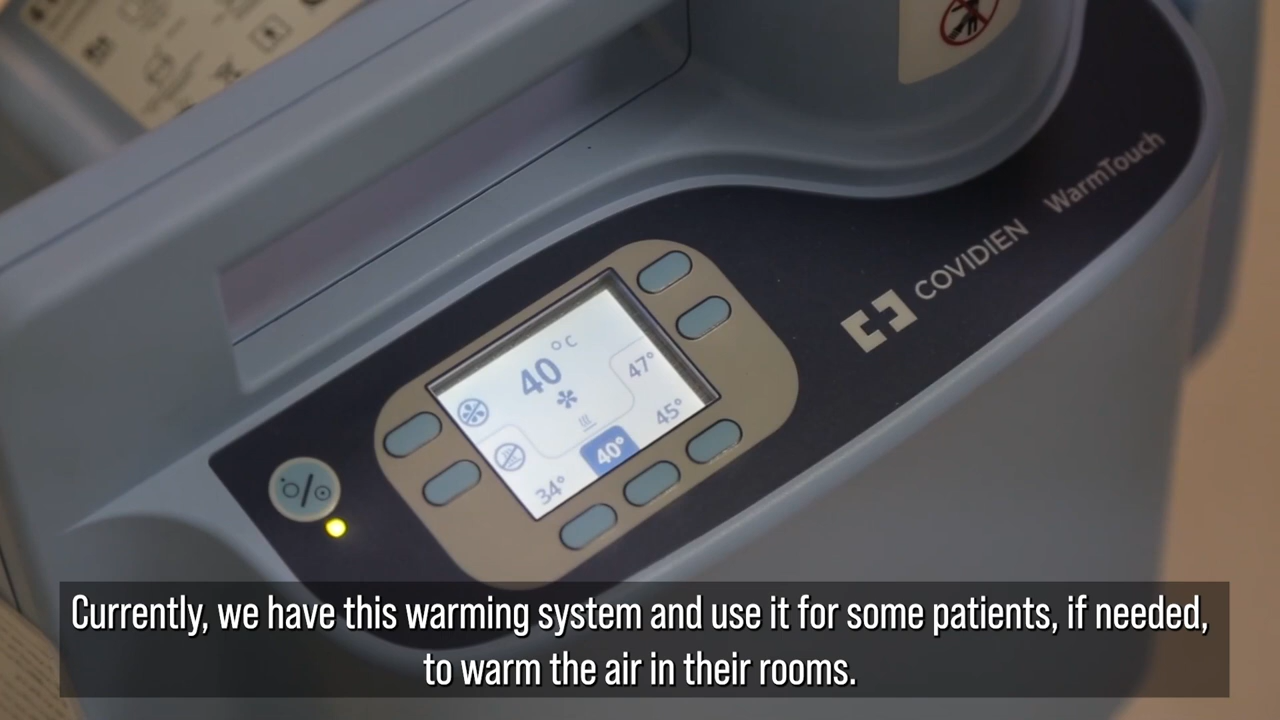 COVIDIEN WarmTouch
40 °C
47°
45°
40°
34°
Currently, we have this warming system and use it for some patients, if needed,
to warm the air in their rooms.